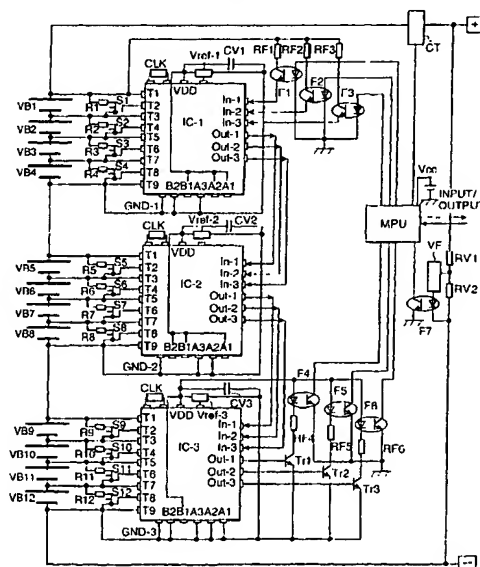 CLK
Vref-1
CV1
RF1
RF2
RF3
CT
+
VDD
F1
F2
F3
VB1
VB2
VB3
VB4
R1
R2
R3
R4
S1
S2
S3
S4
T1
T2
T3
T4
T5
T6
T7
T8
T9
IC-1
In-1
In-2
In-3
Out-1
Out-2
Out-3
B2B1A3A2A1
GND-1
Vcc
INPUT/
OUTPUT
MPU
VF
RV1
RV2
F7
CLK
Vref-2
CV2
VDD
VB5
VB6
VB7
VB8
R5
R6
R7
R8
S5
S6
S7
S8
T1
T2
T3
T4
T5
T6
T7
T8
T9
IC-2
In-1
In-2
In-3
Out-1
Out-2
Out-3
B2B1A3A2A1
GND-2
CLK
CV3
VDD
Vref-3
F4
F5
F6
RF4
RF5
RF6
VB9
VB10
VB11
VB12
R9
R10
R11
R12
S9
S10
S11
S12
T1
T2
T3
T4
T5
T6
T7
T8
T9
IC-3
In-1
In-2
In-3
Out-1
Out-2
Out-3
Tr1
Tr2
Tr3
B2B1A3A2A1
GND-3
−